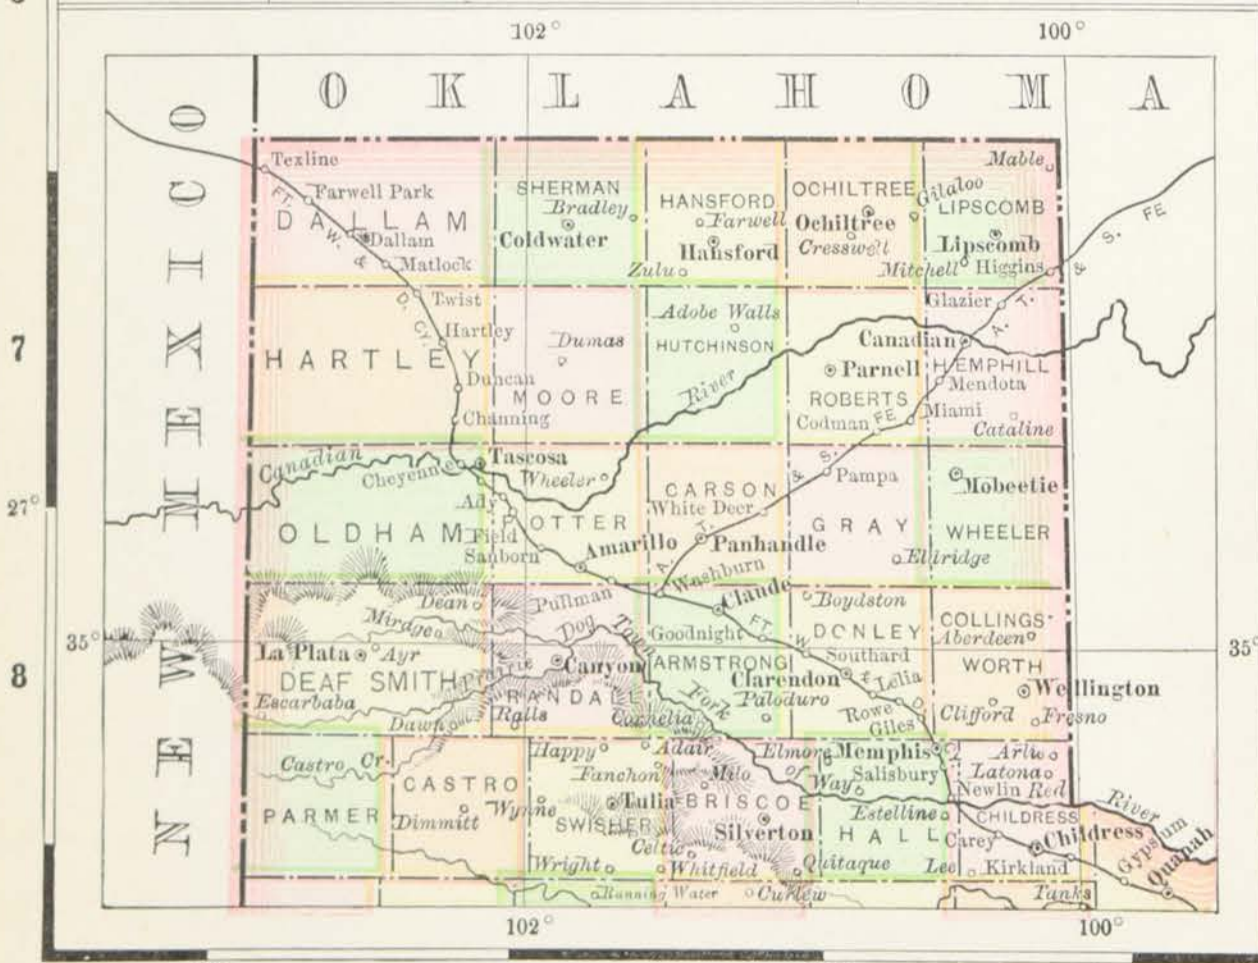 102° 100°
OKLAHOMA
NEW MEXICO
7
27°
8
35°
35°
Texline
Farwell Park
FT. W. & D. CY.
DALLAM
Dallam
Matlock
SHERMAN
Bradley
Coldwater
HANSFORD
Farwell
Hansford
Zulu
OCHILTREE
Ochiltree
Cresswell
Mable
Gilaloo
LIPSCOMB
Lipscomb
Mitchell
Higgins
A. T. & S. FE
Twist
Hartley
HARTLEY
Duncan
Channing
Dumas
MOORE
Adobe Walls
HUTCHINSON
River
Glazier
Canadian
Parnell
ROBERTS
Codman
HEMPHILL
Mendota
Miami
Cataline
Canadian
Cheyenne
Tascosa
Wheeler
OLDHAM
Ady
POTTER
Field
Sanborn
Amarillo
CARSON
White Deer
Panhandle
Washburn
A. T. & S. FE
Pampa
GRAY
Eldridge
Mobeetie
WHEELER
Dean
Mirage
La Plata
Ayr
DEAF SMITH
Escarbaba
Dawn
Pullman
Prairie Dog Town Fork
Canyon
RANDALL
Ralls
Cornelia
Claude
Goodnight
ARMSTRONG
Paloduro
FT. W. & D.
Boydston
DONLEY
Southard
Clarendon
Lelia
Rowe
Giles
COLLINGSWORTH
Aberdeen
Wellington
Clifford
Fresno
Castro Cr.
PARMER
CASTRO
Dimmitt
Happy
Fanchon
Wynne
Tulia
SWISHER
Celtic
Wright
Whitfield
Adair
Milo
BRISCOE
Silverton
Quitaque
Elmore
of
Way
Memphis
Salisbury
Estelline
HALL
Lee
Arlie
Latona
Newlin
Red River
CHILDRESS
Carey
Childress
Kirkland
Gypsum
Quanah
Running Water
Curlew
Tanks
102° 100°